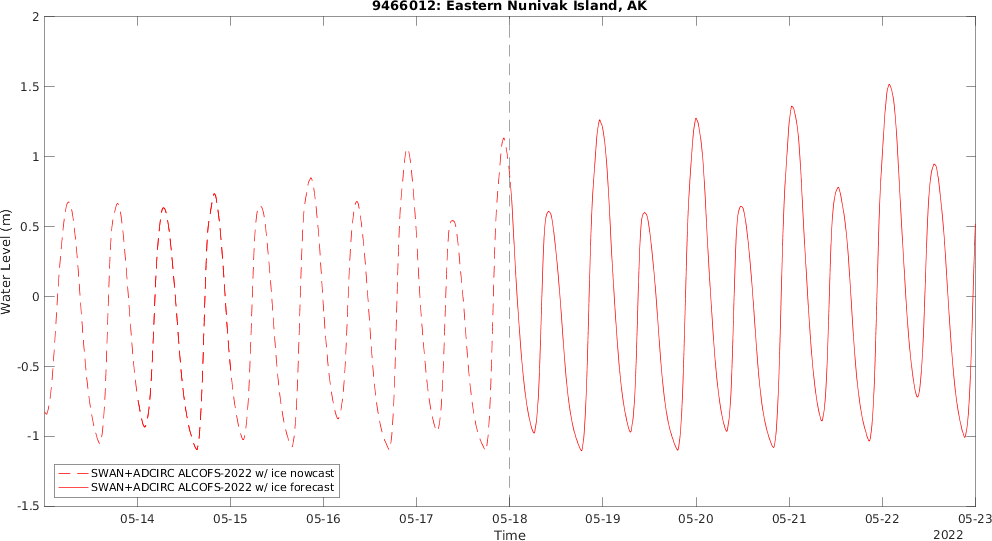 9466012: Eastern Nunivak Island, AK
2
1.5
1
0.5
0
-0.5
-1
-1.5
Water Level (m)
SWAN+ADCIRC ALCOFS-2022 w/ ice nowcast
SWAN+ADCIRC ALCOFS-2022 w/ ice forecast
05-14 05-15 05-16 05-17 05-18 05-19 05-20 05-21 05-22 05-23
Time
2022